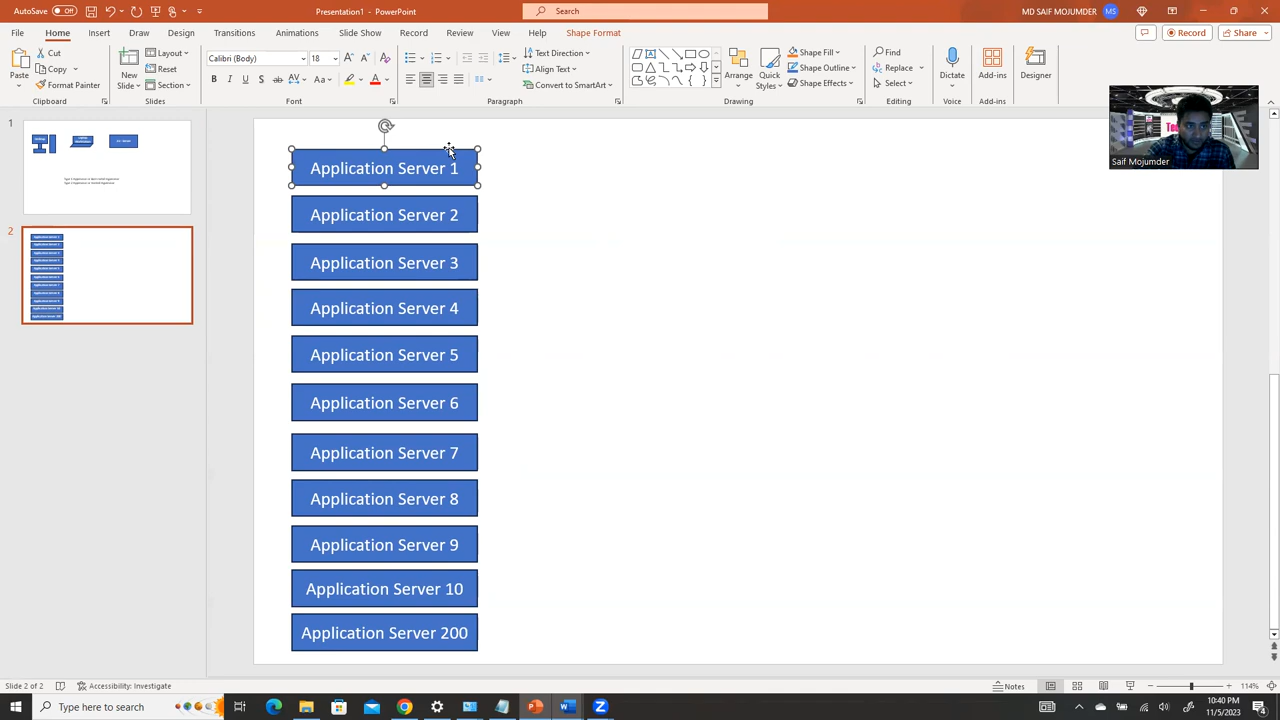 AutoSave Off
Presentation1 - PowerPoint
Search
MD SAIF MOJUMDER MS
File Home Insert Draw Design Transitions Animations Slide Show Record Review View Help Shape Format
Record Share
Paste Cut
Copy
Format Painter
Clipboard
New Slide Layout
Reset
Section
Slides
Calibri (Body) 18
Font
Text Direction
Align Text
Convert to SmartArt
Paragraph
Arrange Quick Styles
Shape Fill
Shape Outline
Shape Effects
Drawing
Find
Replace
Select
Editing
Dictate
Voice
Add-ins
Add-ins
Designer
Saif Mojumder
1
2
Application Server 1
Application Server 2
Application Server 3
Application Server 4
Application Server 5
Application Server 6
Application Server 7
Application Server 8
Application Server 9
Application Server 10
Application Server 200
Slide 2 of 2 Accessibility: Investigate
Notes 114%
Type here to search
10:40 PM
11/5/2023